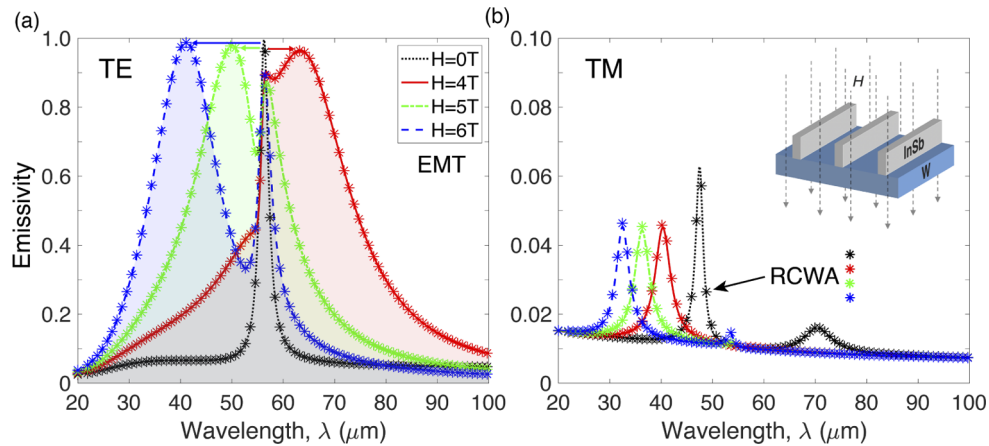 (a)
TE
H=0T
H=4T
H=5T
H=6T
EMT
Emissivity
1.0
0.8
0.6
0.4
0.2
0
20 30 40 50 60 70 80 90 100
Wavelength, λ (μm)
(b)
TM
H
InSb
W
RCWA
0.10
0.08
0.06
0.04
0.02
0
20 30 40 50 60 70 80 90 100
Wavelength, λ (μm)